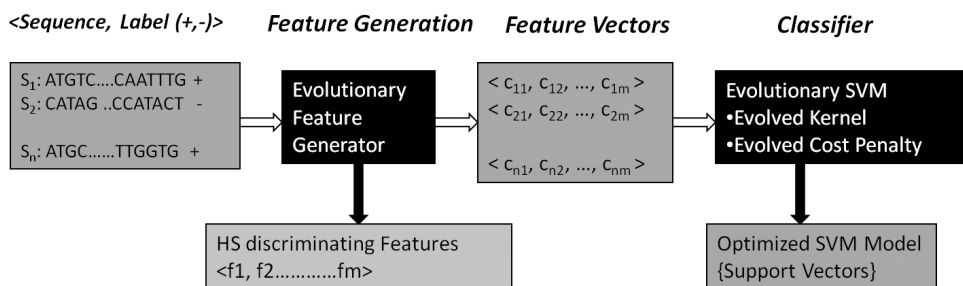 <Sequence, Label (+,-)>
Feature Generation
Feature Vectors
Classifier
S1: ATGTC....CAATTTG +
S2: CATAG ..CCATACT -
Sn: ATGC......TTGGTG +
Evolutionary
Feature
Generator
< c11, c12, ..., c1m >
< c21, c22, ..., c2m >
< cn1, cn2, ..., cnm >
Evolutionary SVM
•Evolved Kernel
•Evolved Cost Penalty
HS discriminating Features
<f1, f2............fm>
Optimized SVM Model
{Support Vectors}